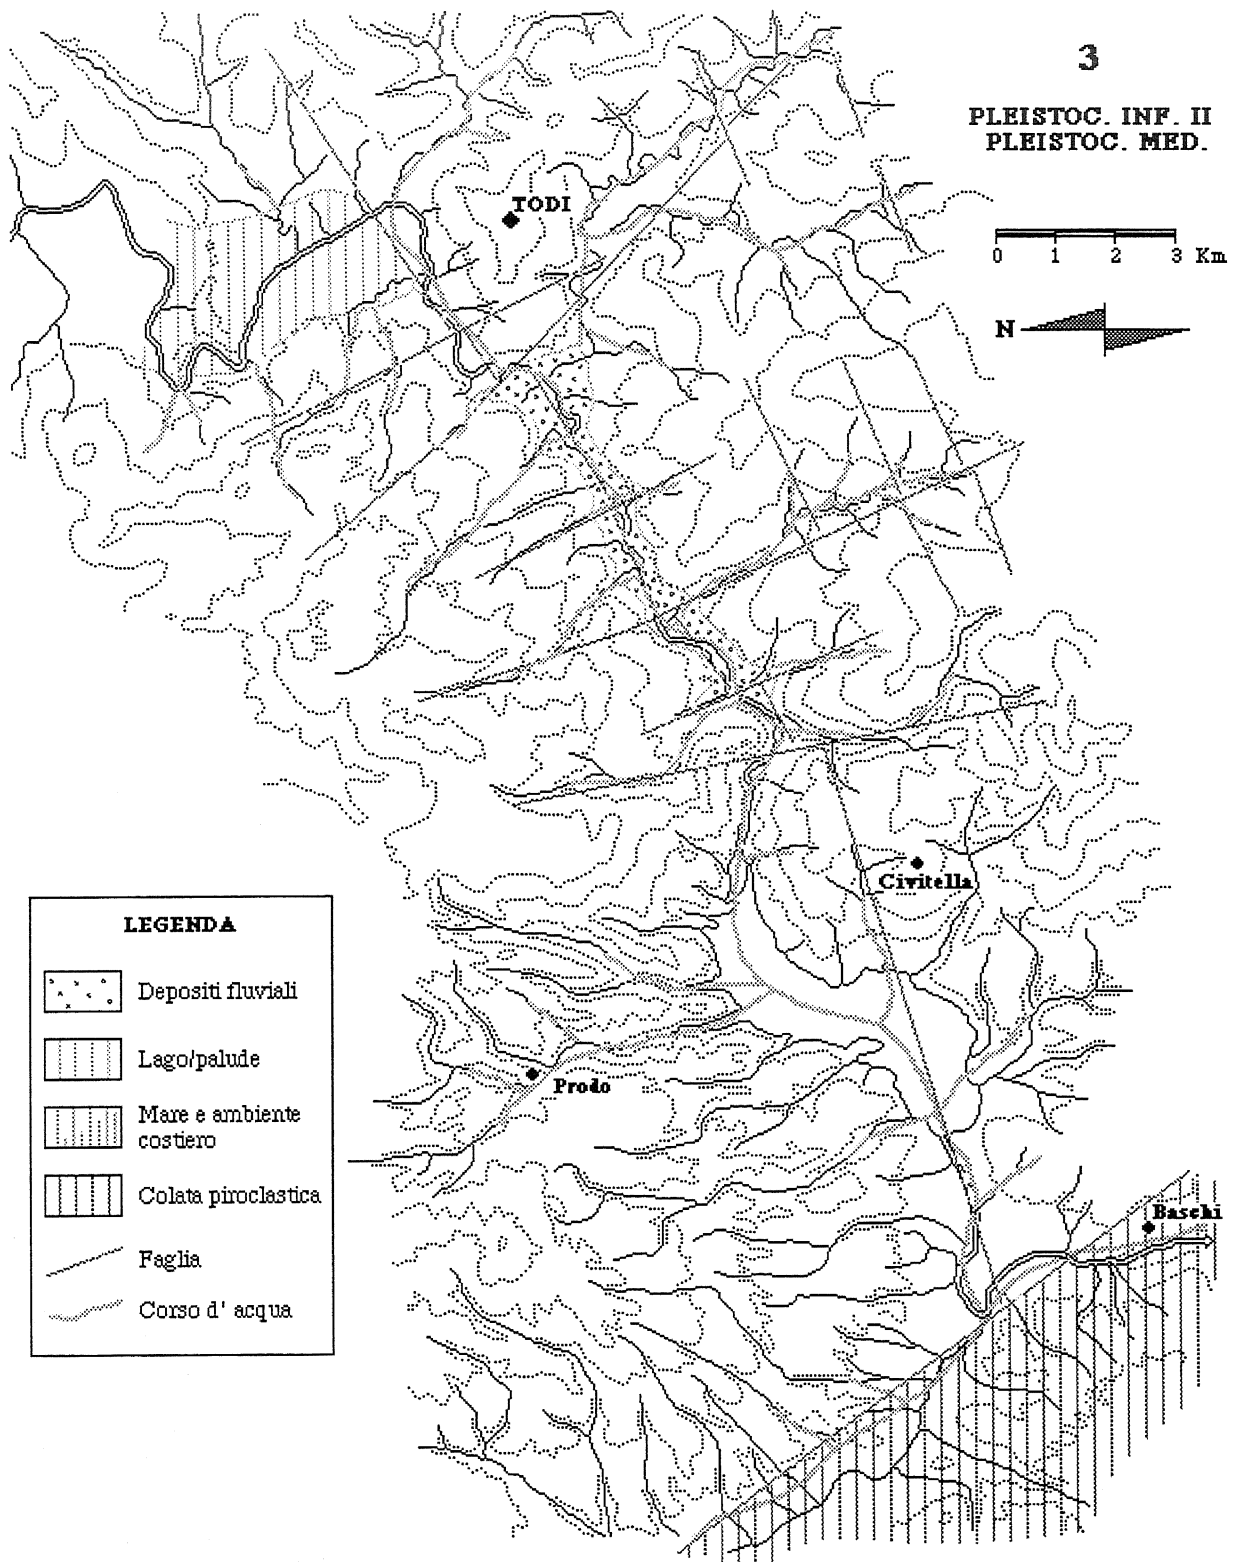 3
PLEISTOC. INF. II
PLEISTOC. MED.
0 1 2 3 Km
N
TODI
Civitella
Prodo
Baschi
LEGENDA
Depositi fluviali
Lago/palude
Mare e ambiente
costiero
Colata piroclastica
Faglia
Corso d' acqua